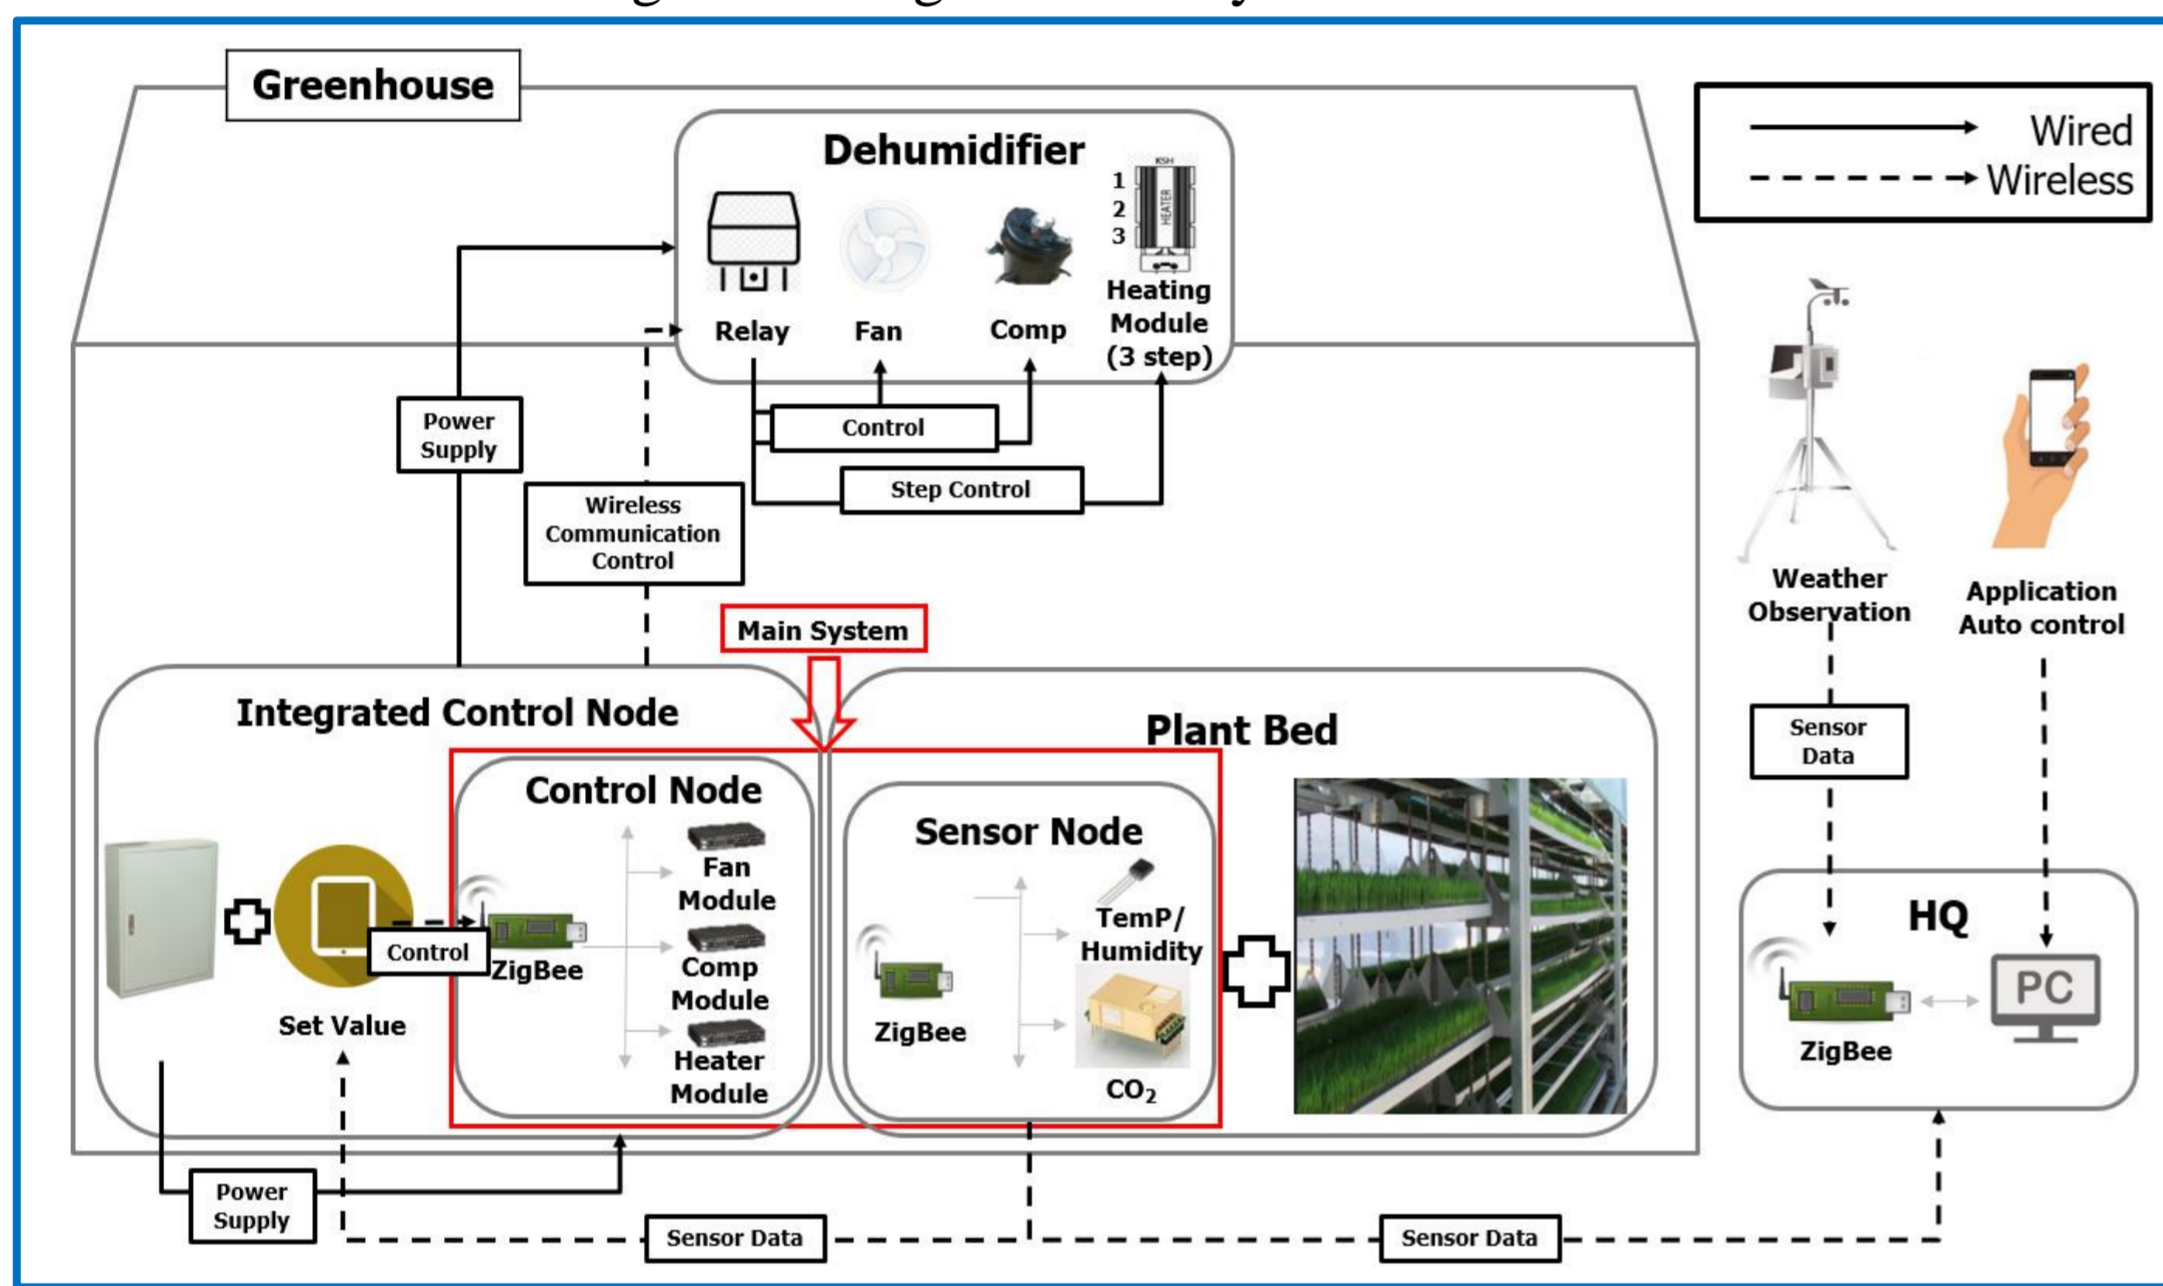 Greenhouse
Dehumidifier
KSH
HEATER
1
2
3
Relay
Fan
Comp
Heating
Module
(3 step)
Wired
Wireless
Power
Supply
Control
Step Control
Wireless
Communication
Control
Main System
Weather
Observation
Application
Auto control
Sensor
Data
Integrated Control Node
Control Node
Fan
Module
Comp
Module
Heater
Module
ZigBee
Control
Set Value
Plant Bed
Sensor Node
TemP/
Humidity
ZigBee
CO₂
HQ
PC
ZigBee
Power
Supply
Sensor Data
Sensor Data